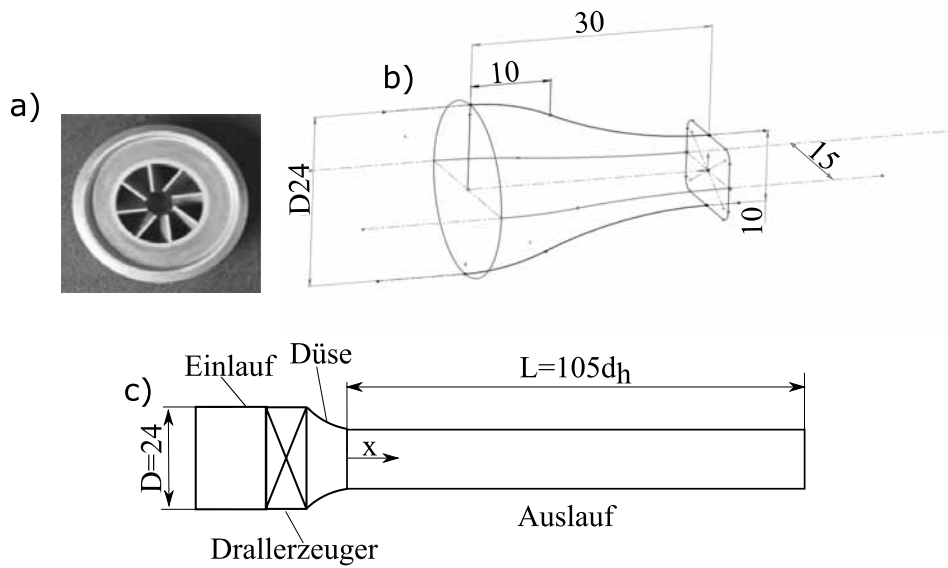 a)
b)
30
10
D24
15
10
c)
Einlauf
Düse
L=105dh
D=24
x
Auslauf
Drallerzeuger